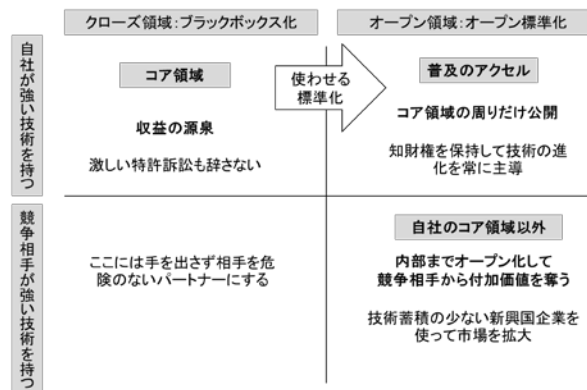 クローズ領域：ブラックボックス化
オープン領域：オープン標準化
自社が強い技術を持つ
コア領域
収益の源泉
激しい特許訴訟も辞さない
使わせる
標準化
普及のアクセル
コア領域の周りだけ公開
知財権を保持して技術の進
化を常に主導
競争相手が強い技術を持つ
ここには手を出さず相手を危
険のないパートナーにする
自社のコア領域以外
内部までオープン化して
競争相手から付加価値を奪う
技術蓄積の少ない新興国企業を
使って市場を拡大